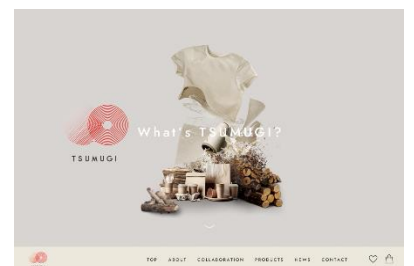 What's TSUMUGI?
TSUMUGI
TOP ABOUT COLLABORATION PRODUCTS NEWS CONTACT